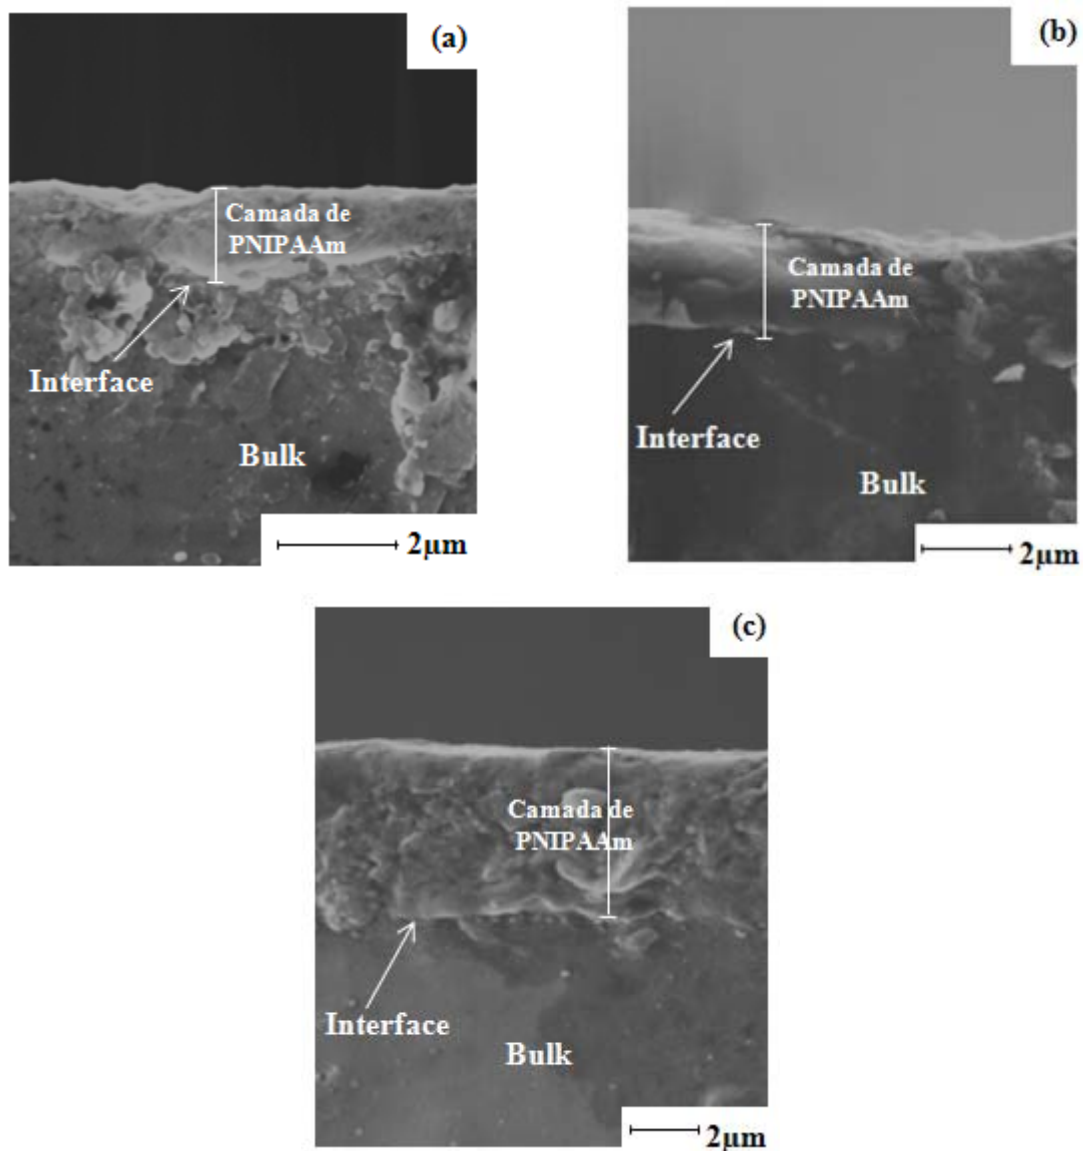 (a)
Camada de
PNIPAAm
Interface
Bulk
2µm
(b)
Camada de
PNIPAAm
Interface
Bulk
2µm
(c)
Camada de
PNIPAAm
Interface
Bulk
2µm